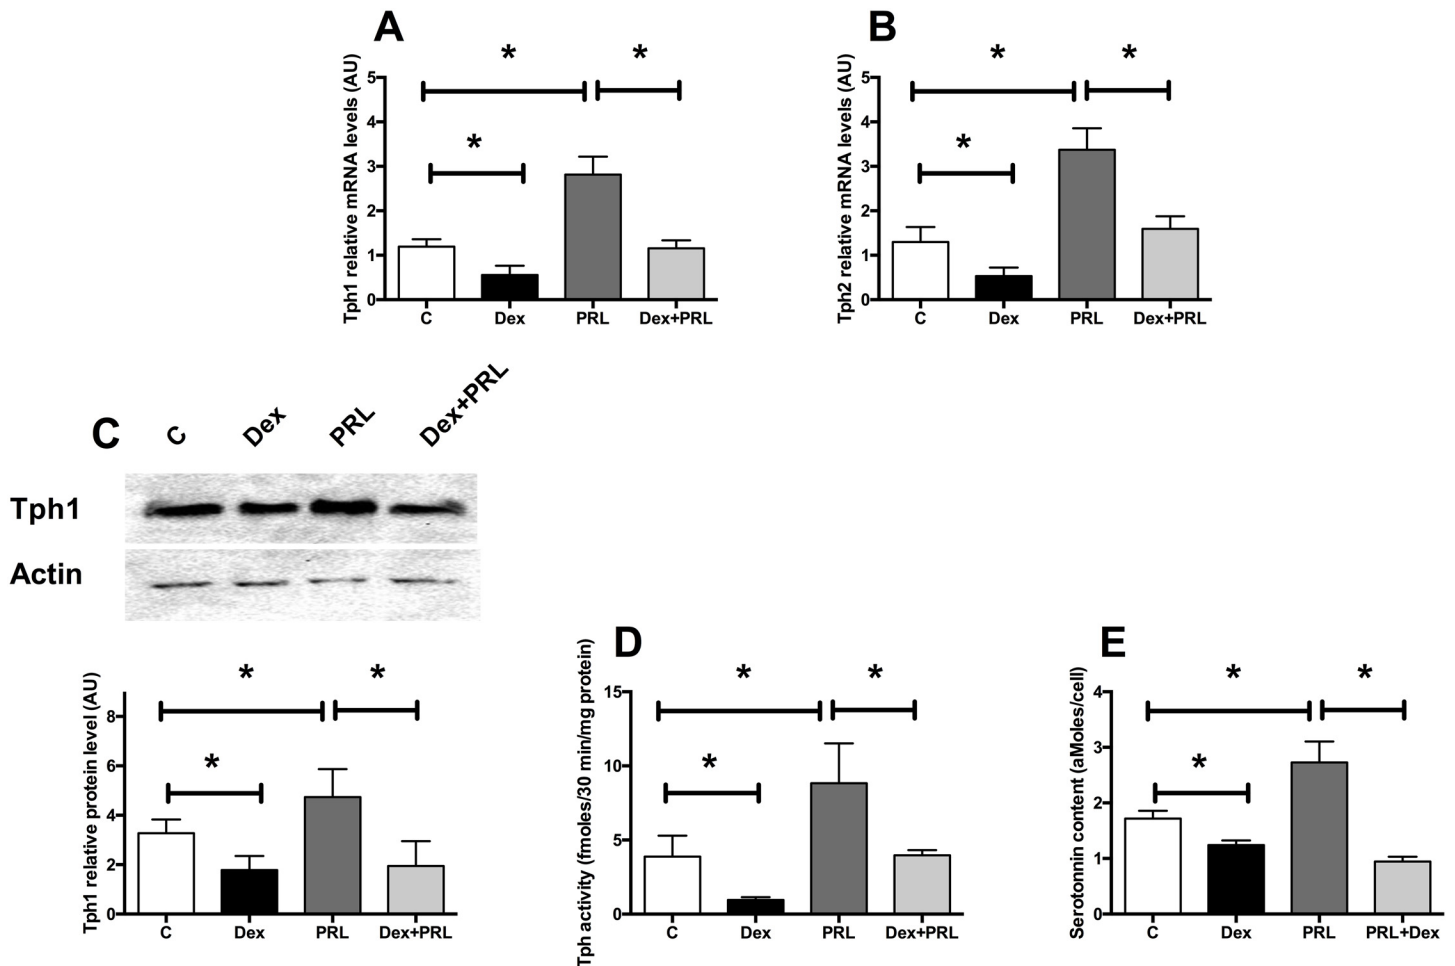 A
*
*
*
Tph1 relative mRNA levels (AU)
5
4
3
2
1
0
C Dex PRL Dex+PRL
B
*
*
*
Tph2 relative mRNA levels (AU)
5
4
3
2
1
0
C Dex PRL Dex+PRL
C
C Dex PRL Dex+PRL
Tph1
Actin
*
*
*
Tph1 relative protein level (AU)
8
6
4
2
0
C Dex PRL Dex+PRL
D
*
*
*
Tph activity (fmoles/30 min/mg protein)
15
10
5
0
C Dex PRL Dex+PRL
E
*
*
*
Serotonnin content (aMoles/cell)
4
3
2
1
0
C Dex PRL PRL+Dex